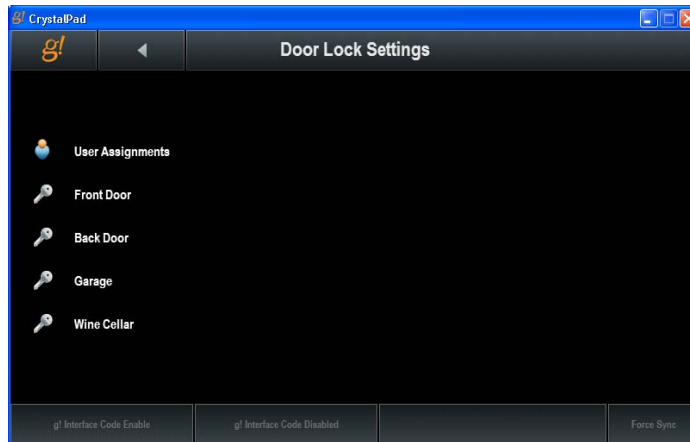 g! CrystalPad
g! Door Lock Settings
User Assignments
Front Door
Back Door
Garage
Wine Cellar
g! Interface Code Enable g! Interface Code Disabled Force Sync